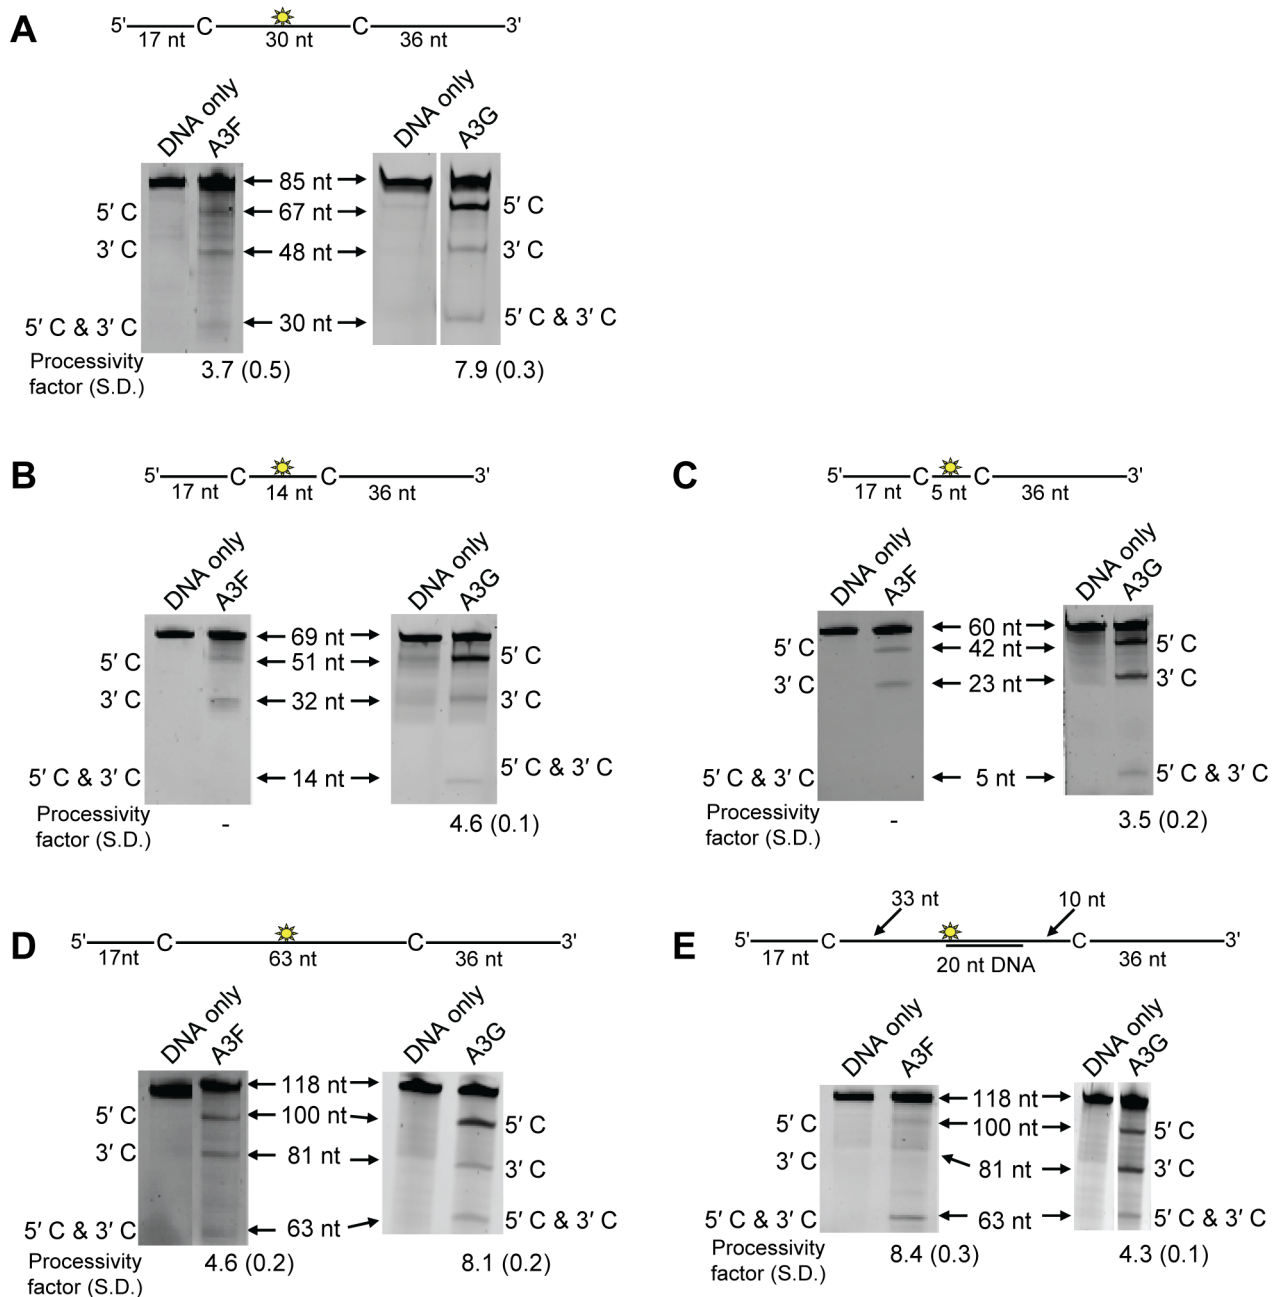 A
5' C C 3'
17 nt 30 nt 36 nt
DNA only A3F DNA only A3G
85 nt
5′ C 67 nt 5′ C
3′ C 48 nt 3′ C
5′ C & 3′ C 30 nt 5′ C & 3′ C
Processivity
factor (S.D.) 3.7 (0.5) 7.9 (0.3)
B
5' C C 3'
17 nt 14 nt 36 nt
DNA only A3F DNA only A3G
69 nt
5′ C 51 nt 5′ C
3′ C 32 nt 3′ C
5′ C & 3′ C 14 nt 5′ C & 3′ C
Processivity
factor (S.D.) - 4.6 (0.1)
C
5' C C 3'
17 nt 5 nt 36 nt
DNA only A3F DNA only A3G
60 nt
5′ C 42 nt 5′ C
3′ C 23 nt 3′ C
5′ C & 3′ C 5 nt 5′ C & 3′ C
Processivity
factor (S.D.) - 3.5 (0.2)
D
5' C C 3'
17nt 63 nt 36 nt
DNA only A3F DNA only A3G
118 nt
5′ C 100 nt 5′ C
3′ C 81 nt 3′ C
5′ C & 3′ C 63 nt 5′ C & 3′ C
Processivity
factor (S.D.) 4.6 (0.2) 8.1 (0.2)
E
33 nt 10 nt
5' C C 3'
17 nt 20 nt DNA 36 nt
DNA only A3F DNA only A3G
118 nt
5′ C 100 nt 5′ C
3′ C 81 nt 3′ C
5′ C & 3′ C 63 nt 5′ C & 3′ C
Processivity
factor (S.D.) 8.4 (0.3) 4.3 (0.1)